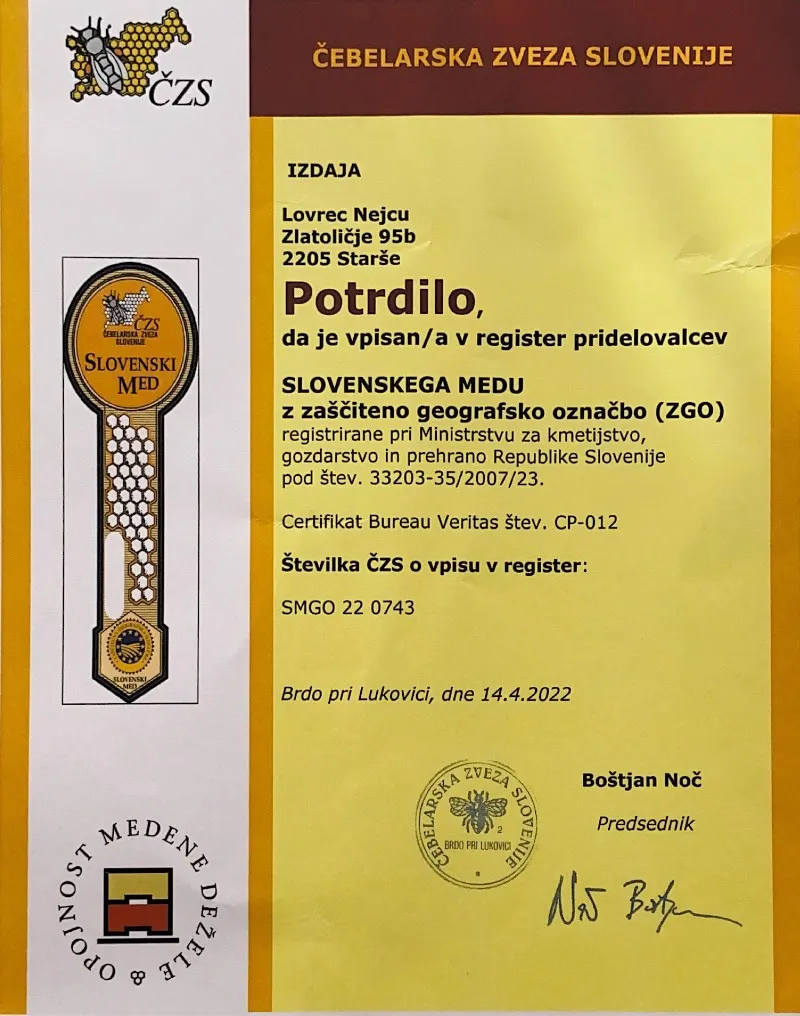 ČZS
ČEBELARSKA ZVEZA SLOVENIJE
IZDAJA
Lovrec Nejcu
Zlatoličje 95b
2205 Starše
Potrdilo,
da je vpisan/a v register pridelovalcev
SLOVENSKEGA MEDU
z zaščiteno geografsko označbo (ZGO)
registrirane pri Ministrstvu za kmetijstvo,
gozdarstvo in prehrano Republike Slovenije
pod štev. 33203-35/2007/23.
Certifikat Bureau Veritas štev. CP-012
Številka ČZS o vpisu v register:
SMGO 22 0743
Brdo pri Lukovici, dne 14.4.2022
Boštjan Noč
Predsednik
Noč Boštjan
ČEBELARSKA ZVEZA SLOVENIJE
2
BRDO PRI LUKOVICI
ČZS
ČEBELARSKA ZVEZA
SLOVENIJE
SLOVENSKI
MED
SLOVENSKI
MED
OPOJNOST MEDENE DEŽELE